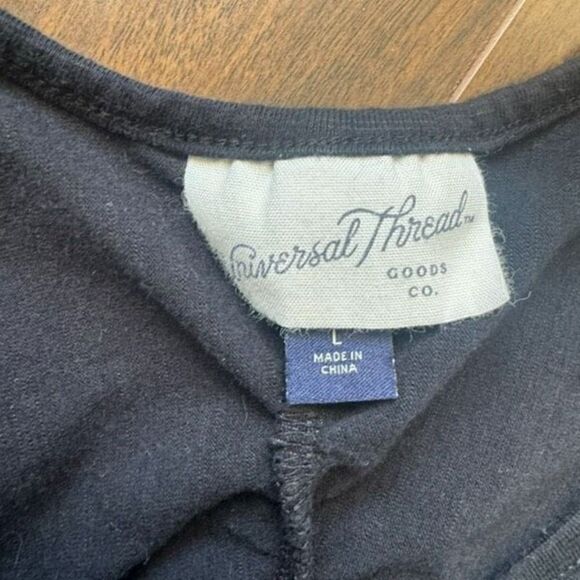 Universal Thread™
GOODS
CO.
L
MADE IN
CHINA